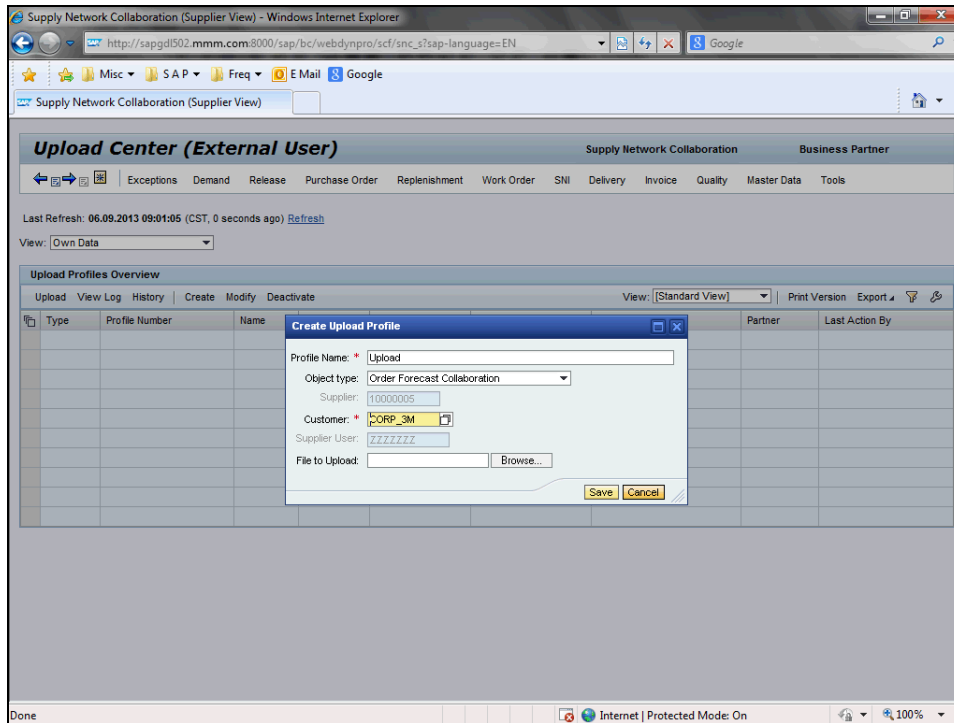 Supply Network Collaboration (Supplier View) - Windows Internet Explorer
http://sapgdl502.mmm.com:8000/sap/bc/webdynpro/scf/snc_s?sap-language=EN
Google
Misc S A P Freq E Mail Google
Supply Network Collaboration (Supplier View)
Upload Center (External User) Supply Network Collaboration Business Partner
Exceptions Demand Release Purchase Order Replenishment Work Order SNI Delivery Invoice Quality Master Data Tools
Last Refresh: 06.09.2013 09:01:05 (CST, 0 seconds ago) Refresh
View: Own Data
Upload Profiles Overview
Upload View Log History Create Modify Deactivate View: [Standard View] Print Version Export
Type Profile Number Name Partner Last Action By
Create Upload Profile
Profile Name: * Upload
Object type: Order Forecast Collaboration
Supplier: 10000005
Customer: * CORP_3M
Supplier User: ZZZZZZZ
File to Upload: Browse...
Save Cancel
Done Internet | Protected Mode: On 100%